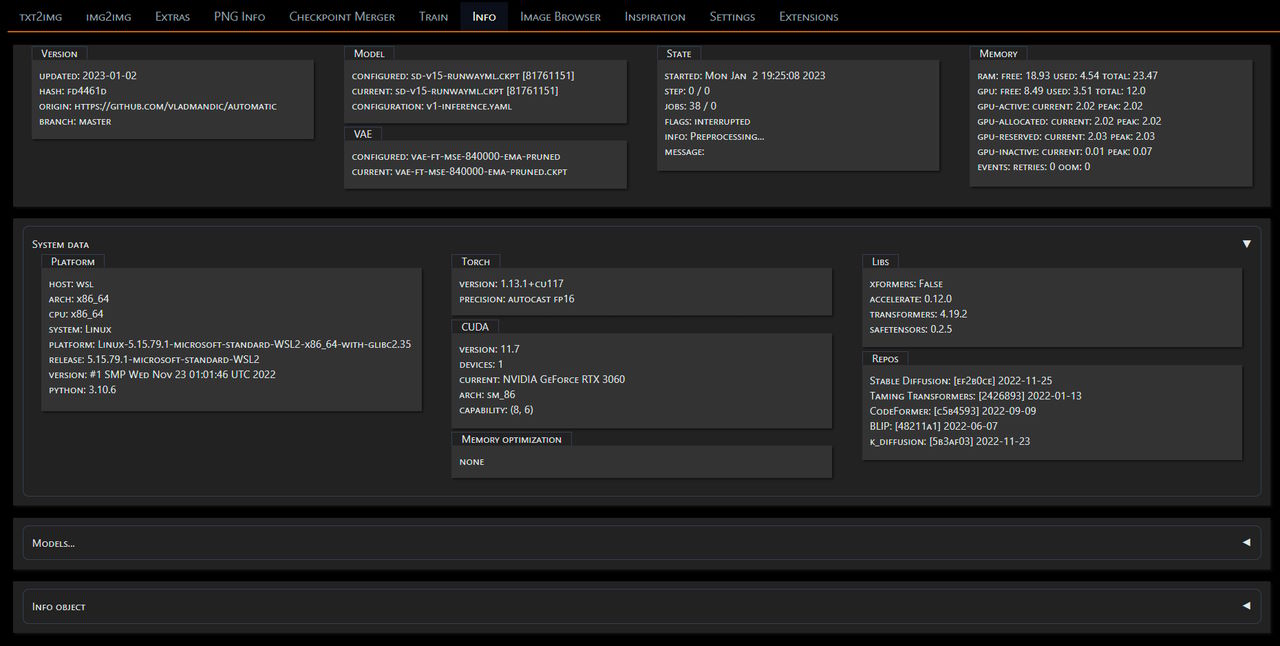 txt2img img2img Extras PNG Info Checkpoint Merger Train Info Image Browser Inspiration Settings Extensions
Version
updated: 2023-01-02
hash: fd4461d
origin: https://github.com/vladmandic/automatic
branch: master
Model
configured: sd-v15-runwayml.ckpt [81761151]
current: sd-v15-runwayml.ckpt [81761151]
configuration: v1-inference.yaml
VAE
configured: vae-ft-mse-840000-ema-pruned
current: vae-ft-mse-840000-ema-pruned.ckpt
State
started: Mon Jan 2 19:25:08 2023
step: 0 / 0
jobs: 38 / 0
flags: interrupted
info: Preprocessing...
message:
Memory
ram: free: 18.93 used: 4.54 total: 23.47
gpu: free: 8.49 used: 3.51 total: 12.0
gpu-active: current: 2.02 peak: 2.02
gpu-allocated: current: 2.02 peak: 2.02
gpu-reserved: current: 2.03 peak: 2.03
gpu-inactive: current: 0.01 peak: 0.07
events: retries: 0 oom: 0
System data
Platform
host: wsl
arch: x86_64
cpu: x86_64
system: Linux
platform: Linux-5.15.79.1-microsoft-standard-WSL2-x86_64-with-glibc2.35
release: 5.15.79.1-microsoft-standard-WSL2
version: #1 SMP Wed Nov 23 01:01:46 UTC 2022
python: 3.10.6
Torch
version: 1.13.1+cu117
precision: autocast fp16
CUDA
version: 11.7
devices: 1
current: NVIDIA GeForce RTX 3060
arch: sm_86
capability: (8, 6)
Memory optimization
none
Libs
xformers: False
accelerate: 0.12.0
transformers: 4.19.2
safetensors: 0.2.5
Repos
Stable Diffusion: [ef2b0ce] 2022-11-25
Taming Transformers: [2426893] 2022-01-13
CodeFormer: [c5b4593] 2022-09-09
BLIP: [48211a1] 2022-06-07
k_diffusion: [5b3af03] 2022-11-23
Models...
Info object